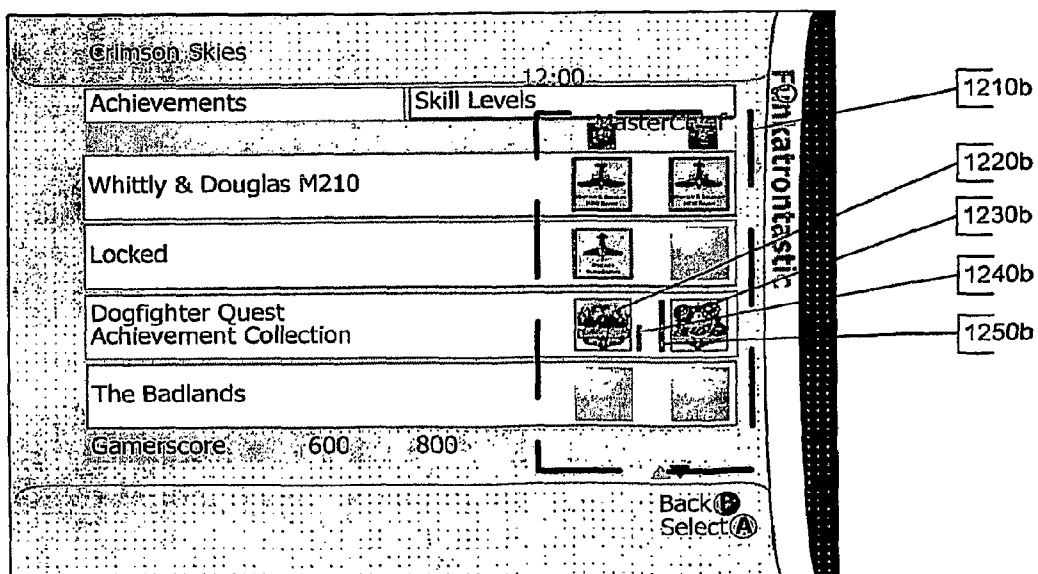 Crimson Skies
12:00
Achievements
Skill Levels
MasterChief
Whittly & Douglas M210
Locked
Dogfighter Quest
Achievement Collection
The Badlands
Gamerscore 600 800
Back B
Select A
Funkatrontastic
1210b
1220b
1230b
1240b
1250b